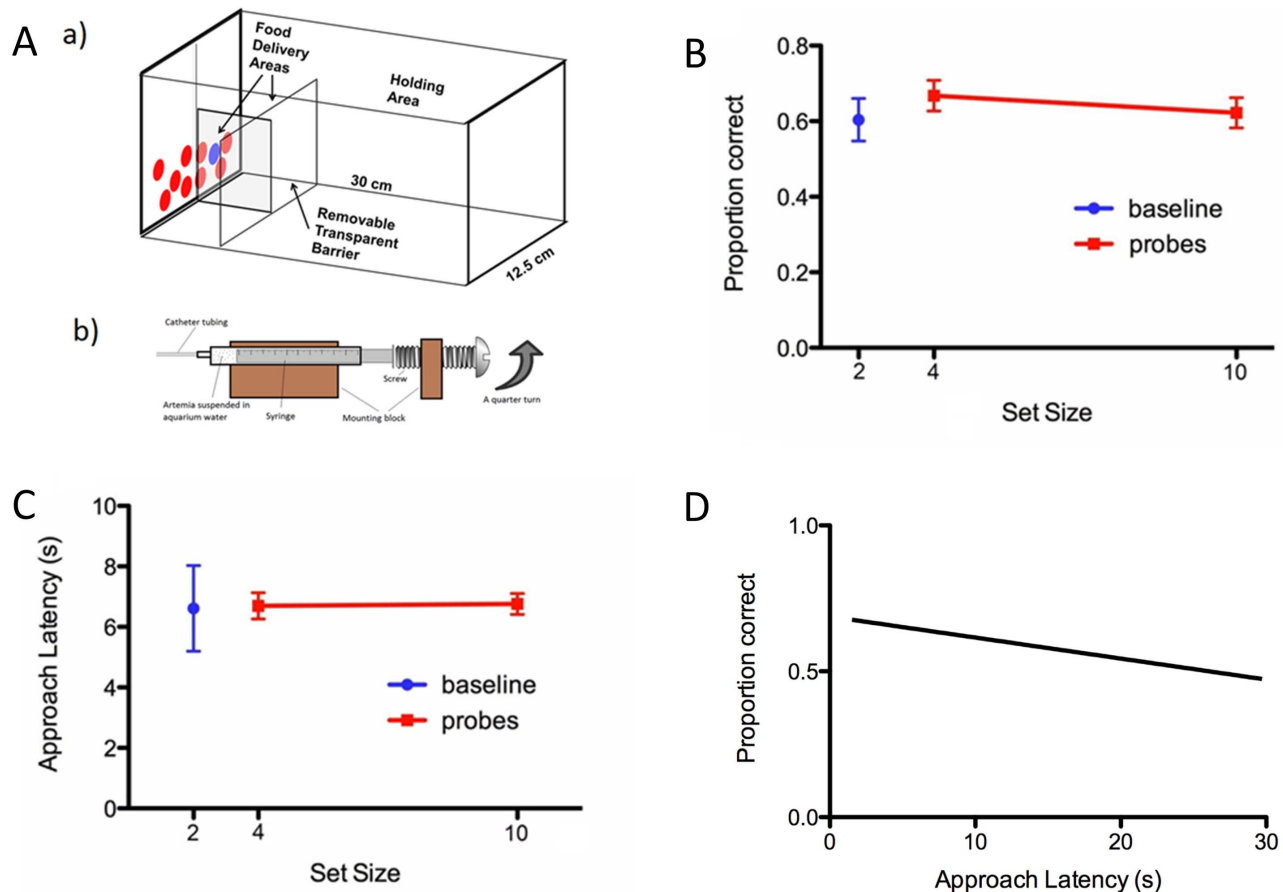 A
a)
Food
Delivery
Areas
Holding
Area
30 cm
Removable
Transparent
Barrier
12.5 cm
b)
Catheter tubing
Screw
Artemia suspended in
aquarium water
Syringe
Mounting block
A quarter turn
B
Proportion correct
0.8
0.6
0.4
0.2
0.0
baseline
probes
2
4
10
Set Size
C
Approach Latency (s)
10
8
6
4
2
0
baseline
probes
2
4
10
Set Size
D
Proportion correct
1.0
0.5
0.0
0
10
20
30
Approach Latency (s)